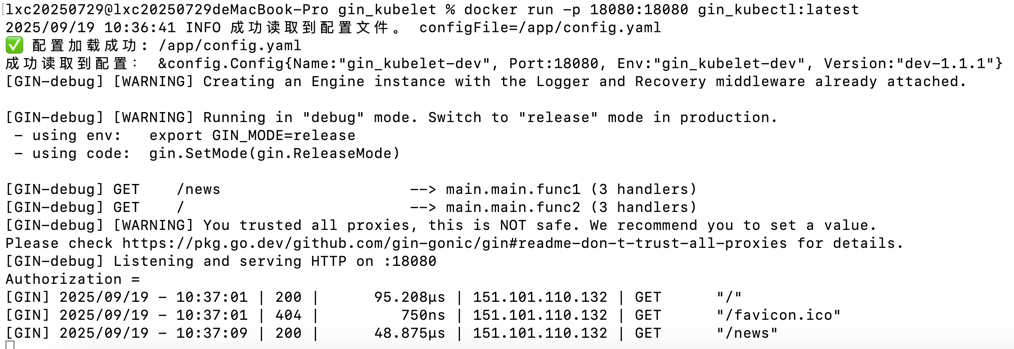 lxc20250729@lxc20250729deMacBook-Pro gin_kubelet % docker run -p 18080:18080 gin_kubectl:latest
2025/09/19 10:36:41 INFO 成功读取到配置文件。 configFile=/app/config.yaml
✅ 配置加载成功: /app/config.yaml
成功读取到配置： &config.Config{Name:"gin_kubelet-dev", Port:18080, Env:"gin_kubelet-dev", Version:"dev-1.1.1"}
[GIN-debug] [WARNING] Creating an Engine instance with the Logger and Recovery middleware already attached.
[GIN-debug] [WARNING] Running in "debug" mode. Switch to "release" mode in production.
- using env:   export GIN_MODE=release
- using code:  gin.SetMode(gin.ReleaseMode)
[GIN-debug] GET    /news                     --> main.main.func1 (3 handlers)
[GIN-debug] GET    /                         --> main.main.func2 (3 handlers)
[GIN-debug] [WARNING] You trusted all proxies, this is NOT safe. We recommend you to set a value.
Please check https://pkg.go.dev/github.com/gin-gonic/gin#readme-don-t-trust-all-proxies for details.
[GIN-debug] Listening and serving HTTP on :18080
Authorization =
[GIN] 2025/09/19 - 10:37:01 | 200 |      95.208µs | 151.101.110.132 | GET      "/"
[GIN] 2025/09/19 - 10:37:01 | 404 |         750ns | 151.101.110.132 | GET      "/favicon.ico"
[GIN] 2025/09/19 - 10:37:09 | 200 |      48.875µs | 151.101.110.132 | GET      "/news"